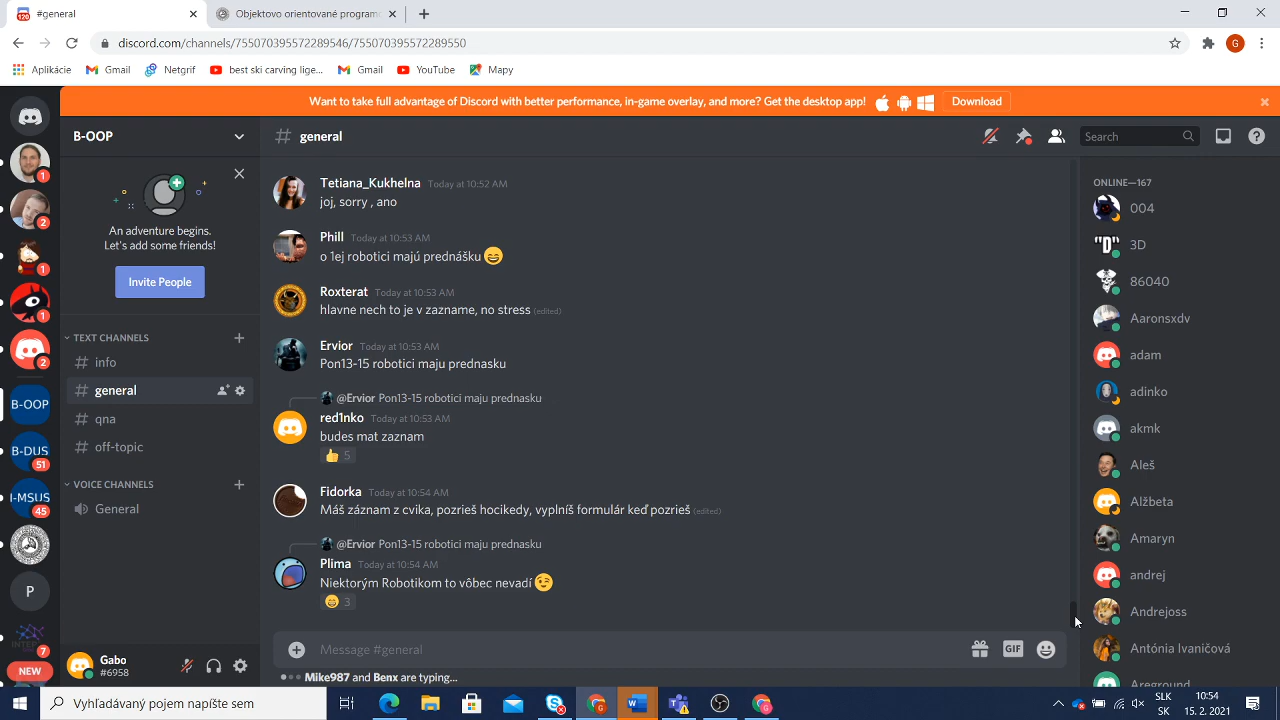 120
#general
Objektovo orientované program
discord.com/channels/755070395572289546/755070395572289550
G
Aplikácie
Gmail
Netgrif
best ski carving lige...
Gmail
YouTube
Mapy
Want to take full advantage of Discord with better performance, in-game overlay, and more? Get the desktop app!
Download
B-OOP
general
Search
An adventure begins.
Let's add some friends!
Invite People
TEXT CHANNELS
info
general
qna
off-topic
VOICE CHANNELS
General
1
2
1
1
2
B-OOP
B-DUS
51
I-MSUS
45
P
7
NEW
Gabo
#6958
Tetiana_Kukhelna Today at 10:52 AM
joj, sorry , ano
Phill Today at 10:53 AM
o 1ej robotici majú prednášku
Roxterat Today at 10:53 AM
hlavne nech to je v zazname, no stress (edited)
Ervior Today at 10:53 AM
Pon13-15 robotici maju prednasku
@Ervior Pon13-15 robotici maju prednasku
red1nko Today at 10:53 AM
budes mat zaznam
5
Fidorka Today at 10:54 AM
Máš záznam z cvika, pozrieš hocikedy, vyplníš formulár keď pozrieš (edited)
@Ervior Pon13-15 robotici maju prednasku
Plima Today at 10:54 AM
Niektorým Robotikom to vôbec nevadí
3
Message #general
GIF
Mike987 and Benx are typing...
ONLINE—167
004
"D"
3D
86040
Aaronsxdv
adam
adinko
akmk
Aleš
Alžbeta
Amaryn
andrej
Andrejoss
Antónia Ivaničová
Areground
Vyhľadávaný pojem napíšte sem
SLK
SK
10:54
15. 2. 2021